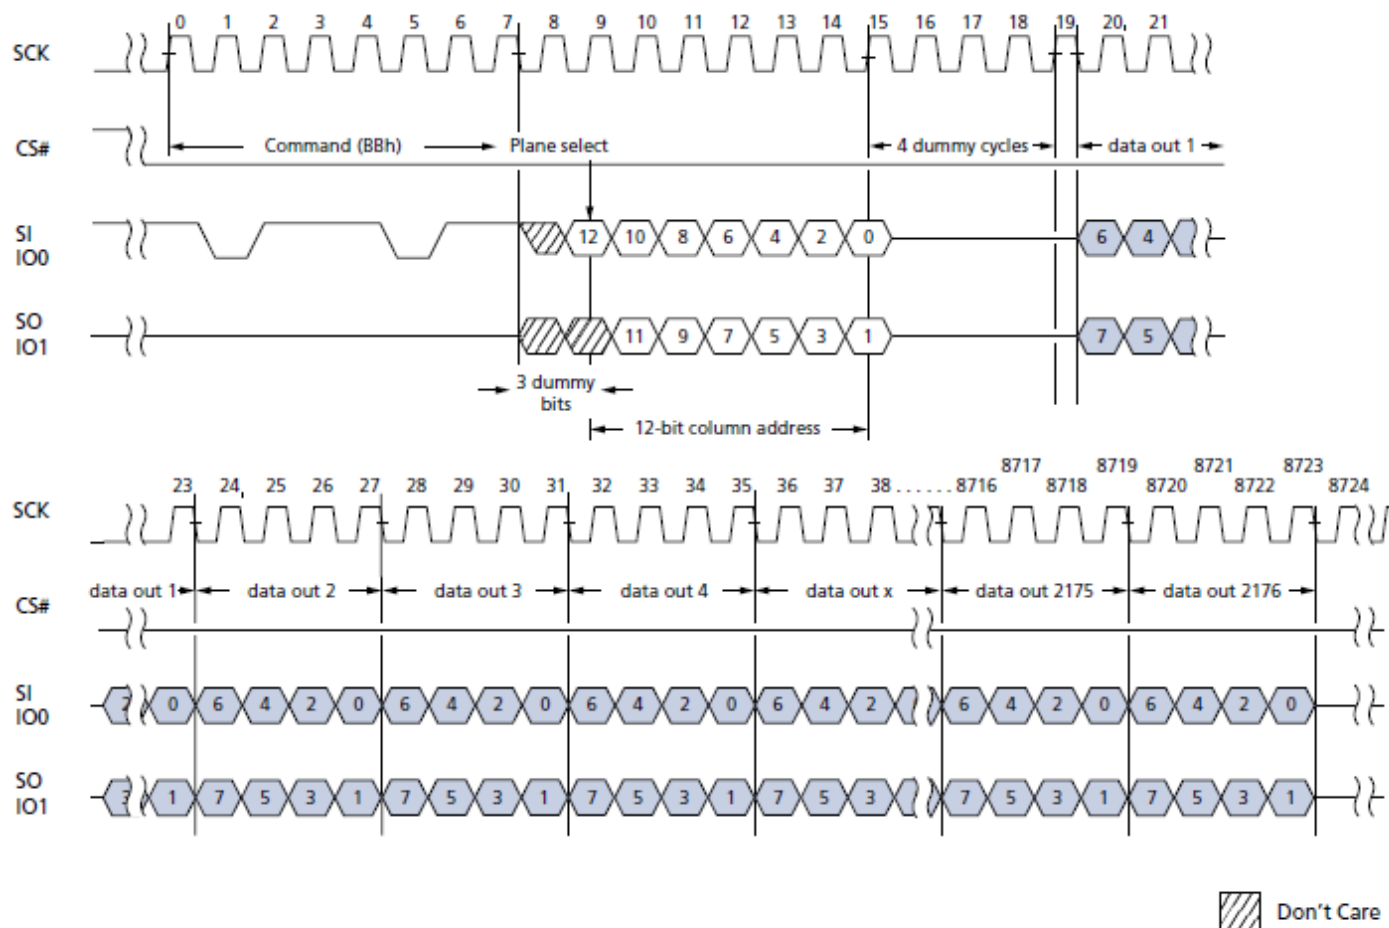 0 1 2 3 4 5 6 7 8 9 10 11 12 13 14 15 16 17 18 19 20 21
SCK
CS# Command (BBh) Plane select 4 dummy cycles data out 1
SI
IO0
12 10 8 6 4 2 0 6 4
SO
IO1
11 9 7 5 3 1 7 5
3 dummy
bits
12-bit column address
8717 8719 8721 8723
23 24 25 26 27 28 29 30 31 32 33 34 35 36 37 38 ...... 8716 8718 8720 8722 8724
SCK
data out 1 data out 2 data out 3 data out 4 data out x data out 2175 data out 2176
CS#
SI
IO0
2 0 6 4 2 0 6 4 2 0 6 4 2 0 6 4 2 6 4 2 0 6 4 2 0
SO
IO1
3 1 7 5 3 1 7 5 3 1 7 5 3 1 7 5 3 7 5 3 1 7 5 3 1
Don't Care